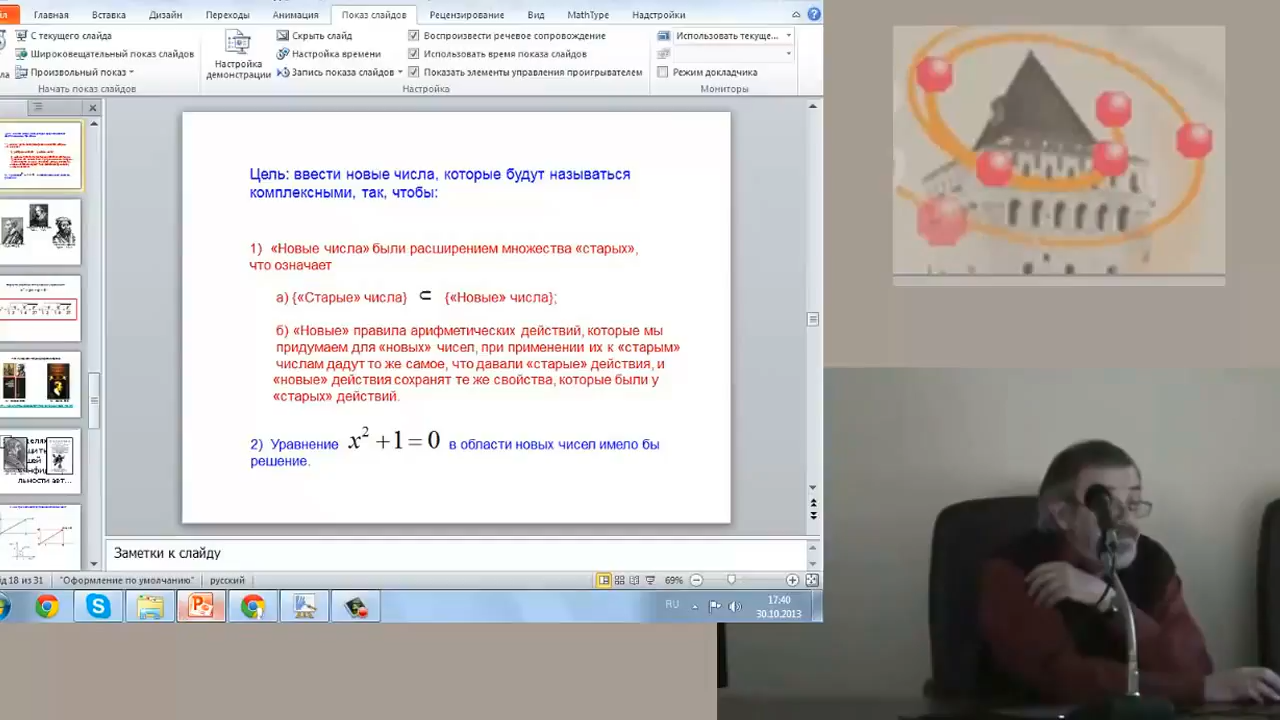 Главная Вставка Дизайн Переходы Анимация Показ слайдов Рецензирование Вид MathType Надстройки
С текущего слайда
Широковещательный показ слайдов
Произвольный показ
Начать показ слайдов
Настройка
демонстрации
Скрыть слайд
Настройка времени
Запись показа слайдов
Воспроизвести речевое сопровождение
Использовать время показа слайдов
Показать элементы управления проигрывателем
Настройка
Использовать текуще...
Режим докладчика
Мониторы
Цель: ввести новые числа, которые будут называться
комплексными, так, чтобы:
1) «Новые числа» были расширением множества «старых»,
что означает
а) {«Старые» числа} ⊂ {«Новые» числа};
б) «Новые» правила арифметических действий, которые мы
придумаем для «новых» чисел, при применении их к «старым»
числам дадут то же самое, что давали «старые» действия, и
«новые» действия сохранят те же свойства, которые были у
«старых» действий.
2) Уравнение x² + 1 = 0 в области новых чисел имело бы
решение.
Заметки к слайду
д 18 из 31 "Оформление по умолчанию" русский 69%
RU 17:40
30.10.2013